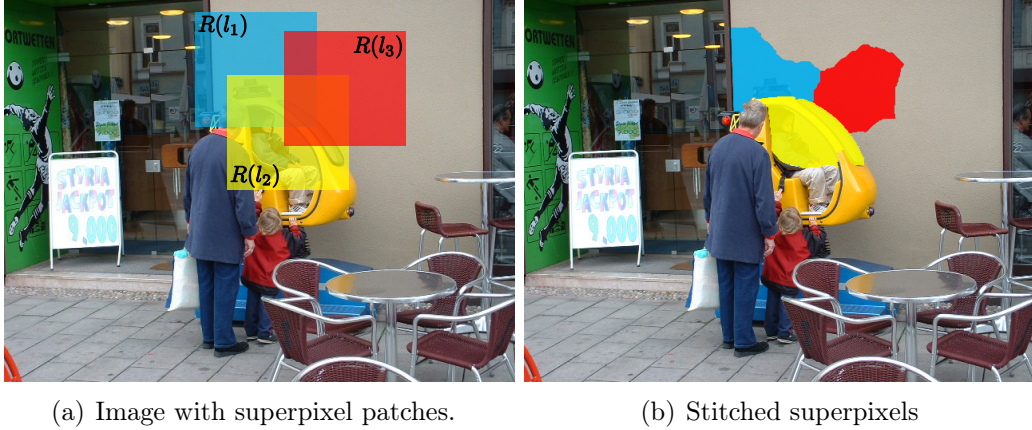 ORTWETTEN
R(l₁)
R(l₃)
R(l₂)
STYRIA
JACKPOT
9.000
ORTWETTEN
STYRIA
JACKPOT
9.000
(a) Image with superpixel patches.
(b) Stitched superpixels